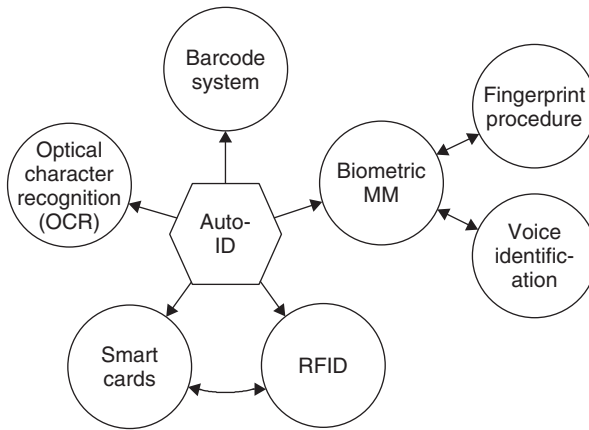 Barcode
system
Fingerprint
procedure
Optical
character
recognition
(OCR)
Biometric
MM
Auto-
ID
Voice
identific-
ation
Smart
cards
RFID